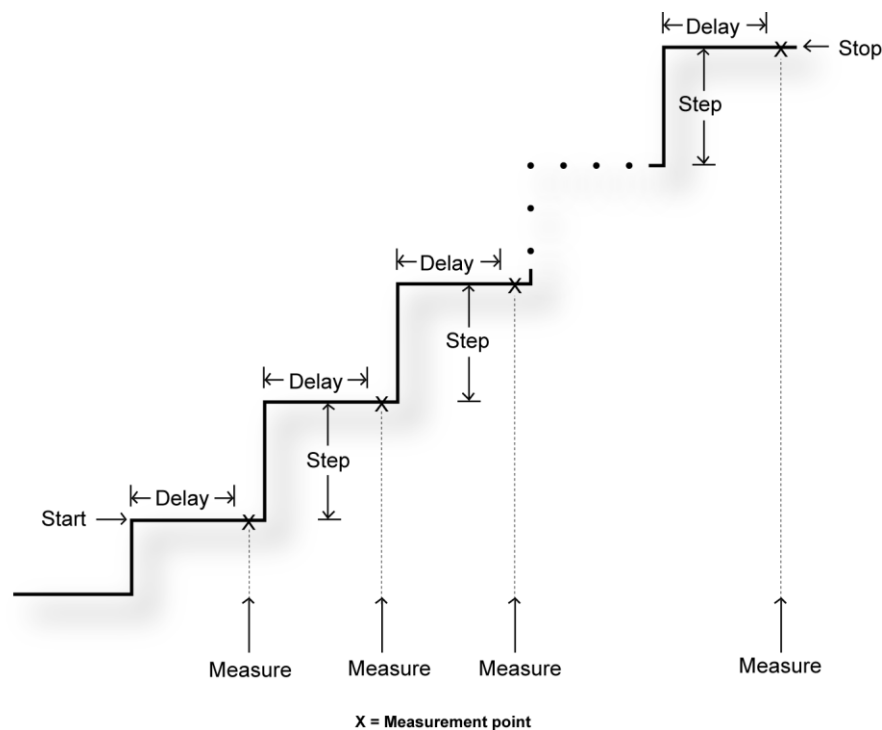 Delay
Stop
Step
Delay
Step
Delay
Step
Delay
Start
Measure
Measure
Measure
Measure
X = Measurement point